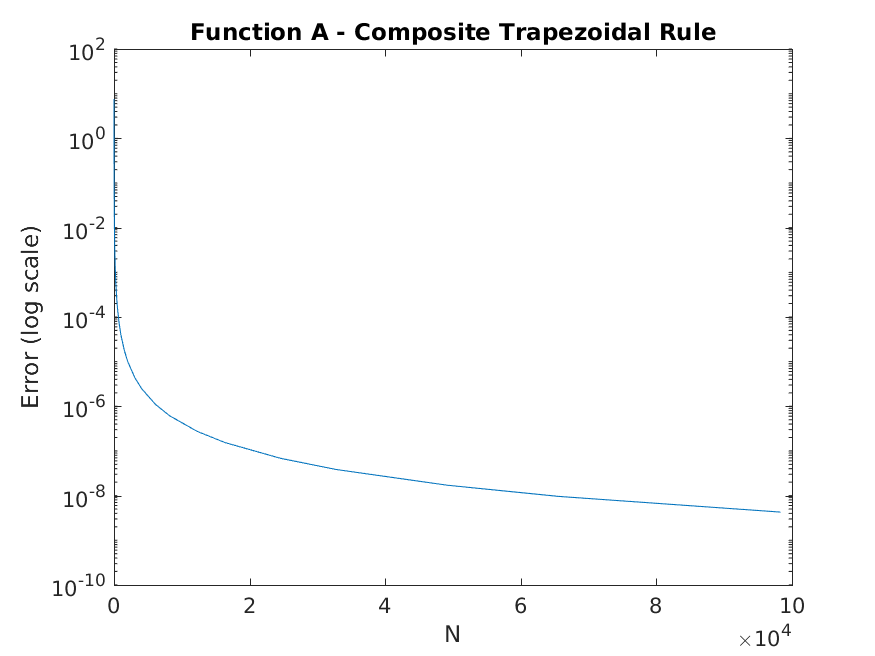 Function A - Composite Trapezoidal Rule
10^2
10^0
10^-2
10^-4
10^-6
10^-8
10^-10
Error (log scale)
0 2 4 6 8 10
×10^4
N